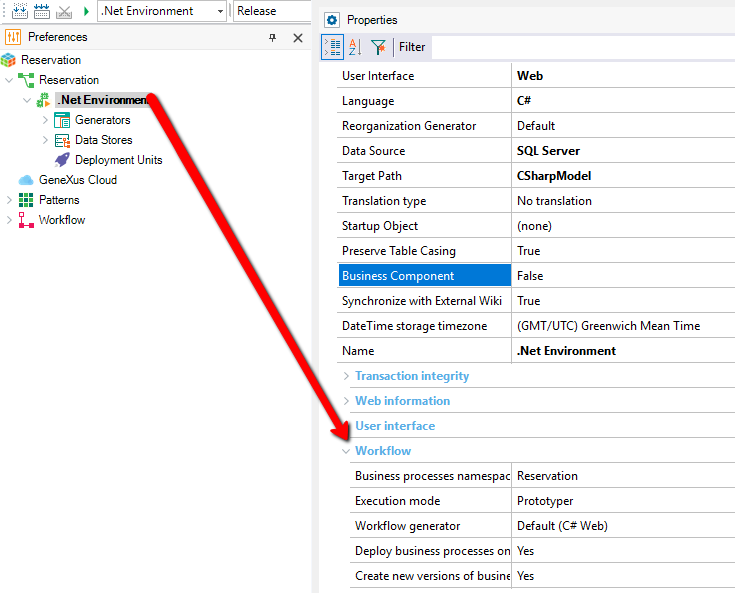 .Net Environment
Release
Preferences
Reservation
Reservation
.Net Environmen
Generators
Data Stores
Deployment Units
GeneXus Cloud
Patterns
Workflow
Properties
Filter
User Interface Web
Language C#
Reorganization Generator Default
Data Source SQL Server
Target Path CSharpModel
Translation type No translation
Startup Object (none)
Preserve Table Casing True
Business Component False
Synchronize with External Wiki True
DateTime storage timezone (GMT/UTC) Greenwich Mean Time
Name .Net Environment
Transaction integrity
Web information
User interface
Workflow
Business processes namespac Reservation
Execution mode Prototyper
Workflow generator Default (C# Web)
Deploy business processes on Yes
Create new versions of busine Yes